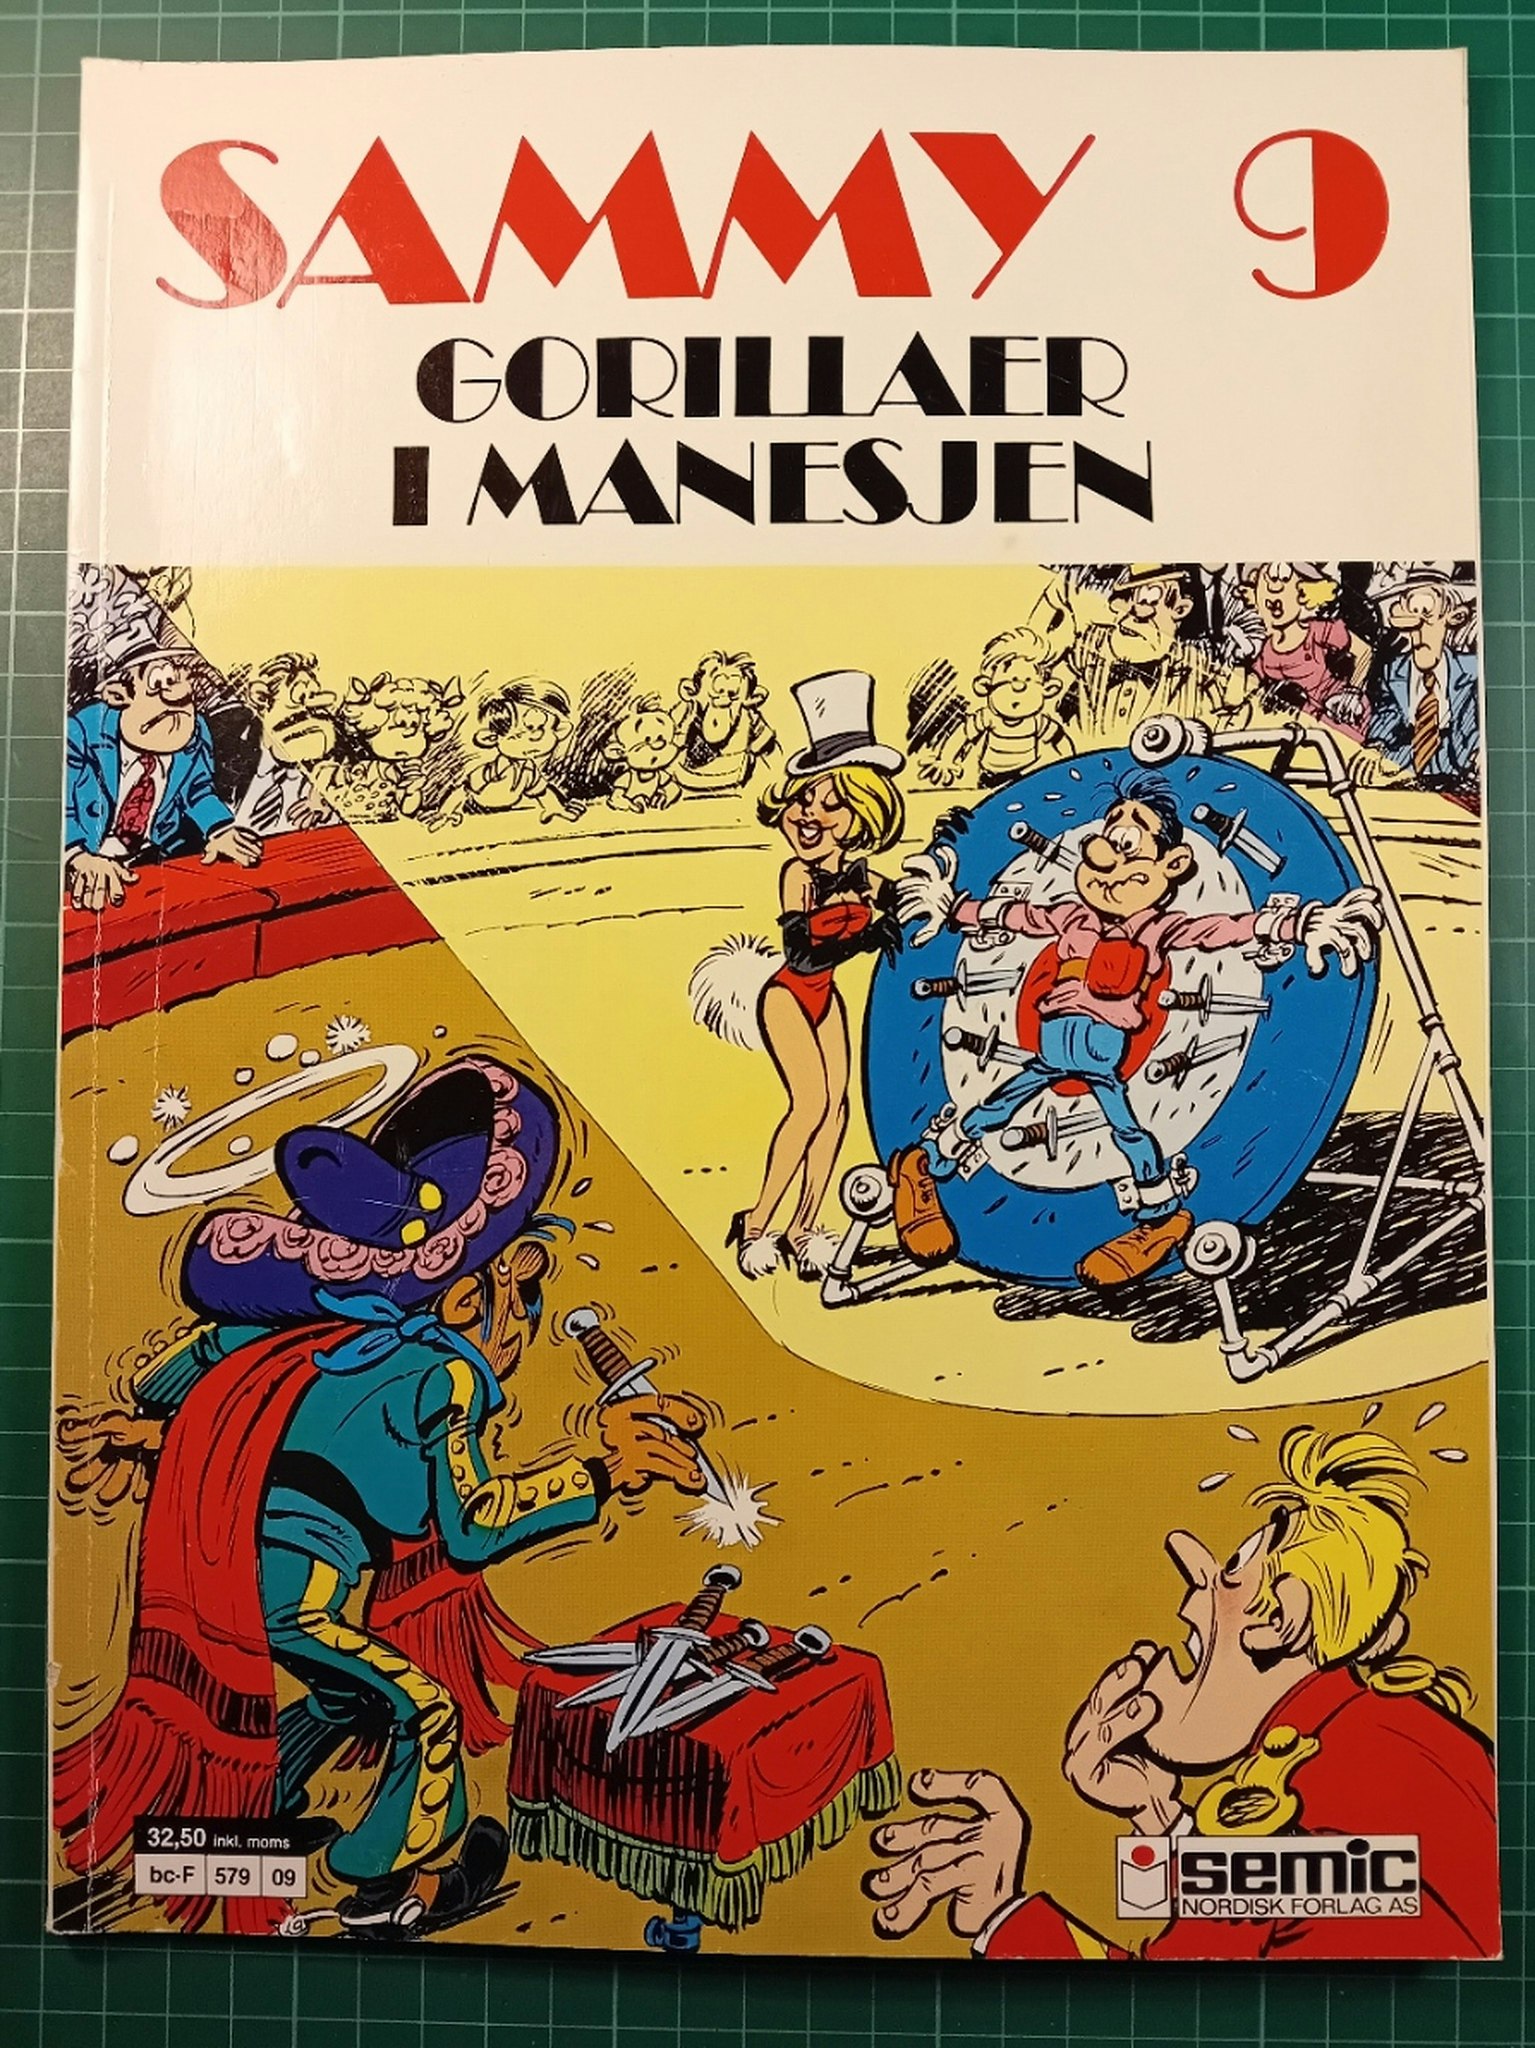 SAMMY 9
GORILLAER
I MANESJEN
32,50 inkl. moms
bc-F 579 09
semic
NORDISK FORLAG AS